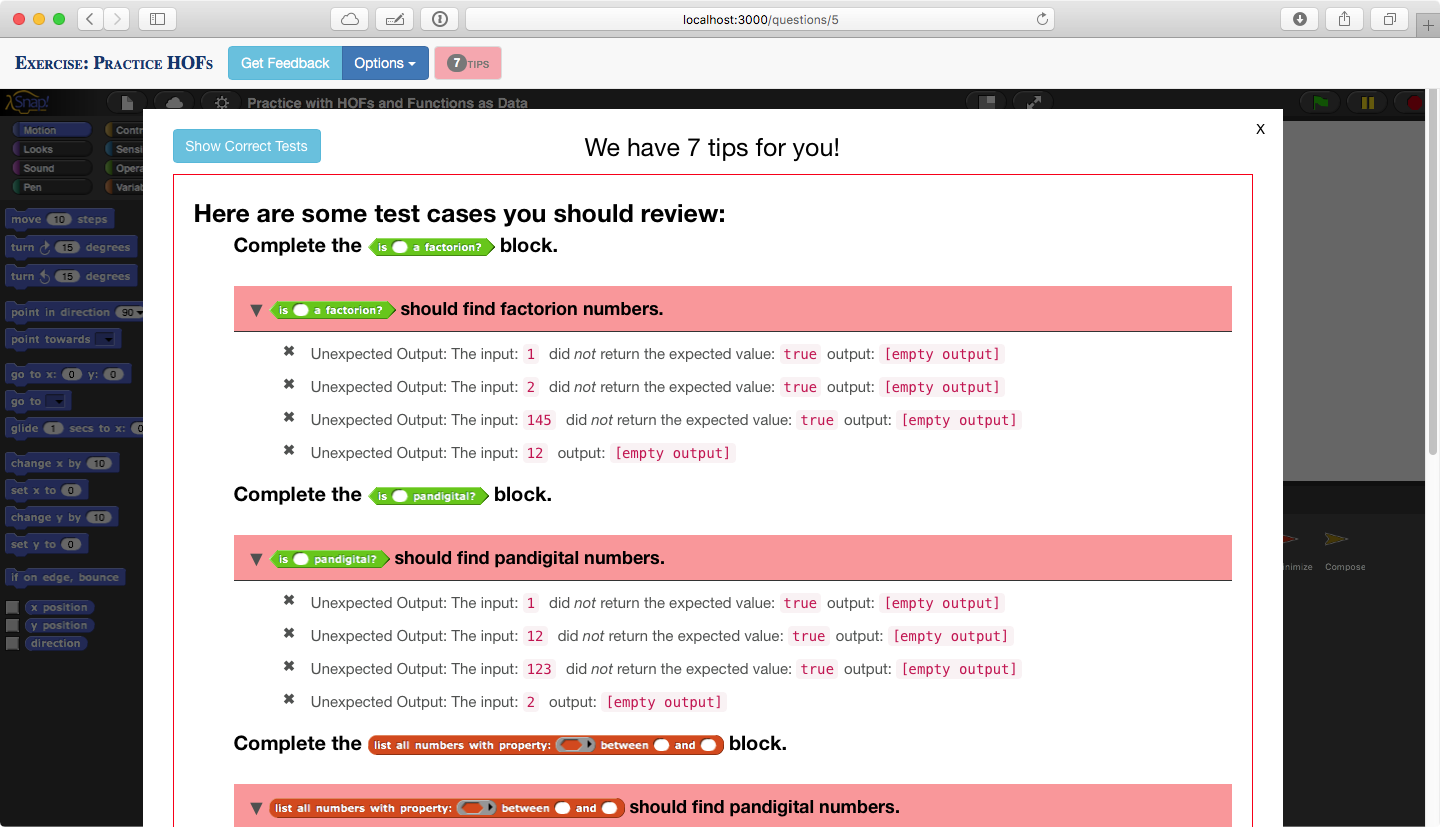 localhost:3000/questions/5
Exercise: Practice HOFs
Get Feedback
Options
7 TIPS
Snap!
Practice with HOFs and Functions as Data
Motion
Looks
Sound
Pen
Contr
Sensi
Opera
Variat
move 10 steps
turn 15 degrees
turn 15 degrees
point in direction 90
point towards
go to x: 0 y: 0
go to
glide 1 secs to x: 0
change x by 10
set x to 0
change y by 10
set y to 0
if on edge, bounce
x position
y position
direction
Show Correct Tests
We have 7 tips for you!
X
Here are some test cases you should review:
Complete the is a factorion? block.
▼ is a factorion? should find factorion numbers.
✖ Unexpected Output: The input: 1 did not return the expected value: true output: [empty output]
✖ Unexpected Output: The input: 2 did not return the expected value: true output: [empty output]
✖ Unexpected Output: The input: 145 did not return the expected value: true output: [empty output]
✖ Unexpected Output: The input: 12 output: [empty output]
Complete the is pandigital? block.
▼ is pandigital? should find pandigital numbers.
✖ Unexpected Output: The input: 1 did not return the expected value: true output: [empty output]
✖ Unexpected Output: The input: 12 did not return the expected value: true output: [empty output]
✖ Unexpected Output: The input: 123 did not return the expected value: true output: [empty output]
✖ Unexpected Output: The input: 2 output: [empty output]
Complete the list all numbers with property: between and block.
▼ list all numbers with property: between and should find pandigital numbers.
inimize
Compose